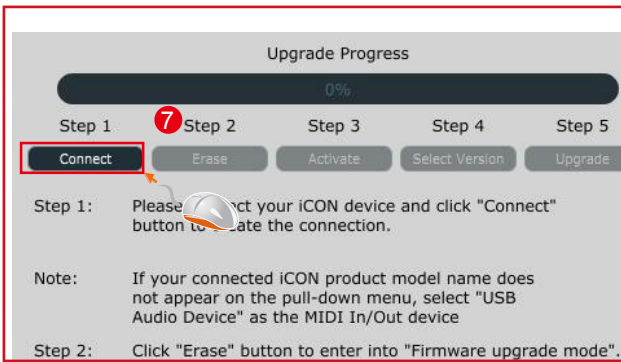 Upgrade Progress
0%
Step 1 7 Step 2 Step 3 Step 4 Step 5
Connect Erase Activate Select Version Upgrade
Step 1: Please ct your iCON device and click "Connect"
button to ate the connection.
Note: If your connected iCON product model name does
not appear on the pull-down menu, select "USB
Audio Device" as the MIDI In/Out device
Step 2: Click "Erase" button to enter into "Firmware upgrade mode".